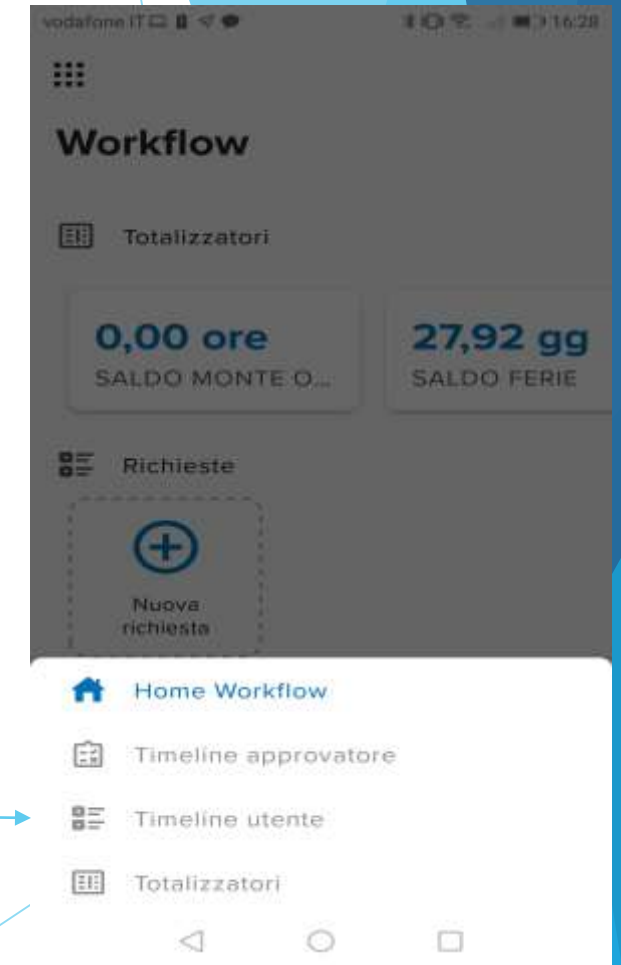 vodafone IT 16:28
Workflow
Totalizzatori
0,00 ore
SALDO MONTE O...
27,92 gg
SALDO FERIE
Richieste
Nuova
richiesta
Home Workflow
Timeline approvatore
Timeline utente
Totalizzatori